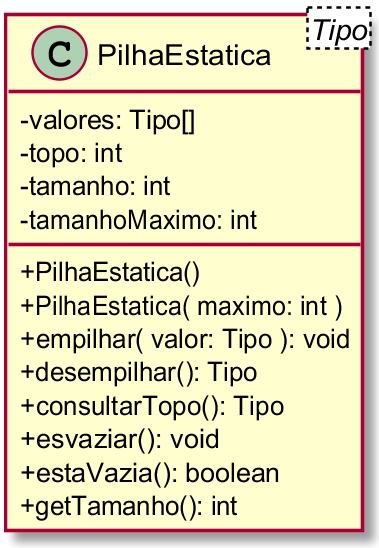 Tipo
C PilhaEstatica
-valores: Tipo[]
-topo: int
-tamanho: int
-tamanhoMaximo: int
+PilhaEstatica()
+PilhaEstatica( maximo: int )
+empilhar( valor: Tipo ): void
+desempilhar(): Tipo
+consultarTopo(): Tipo
+esvaziar(): void
+estaVazia(): boolean
+getTamanho(): int